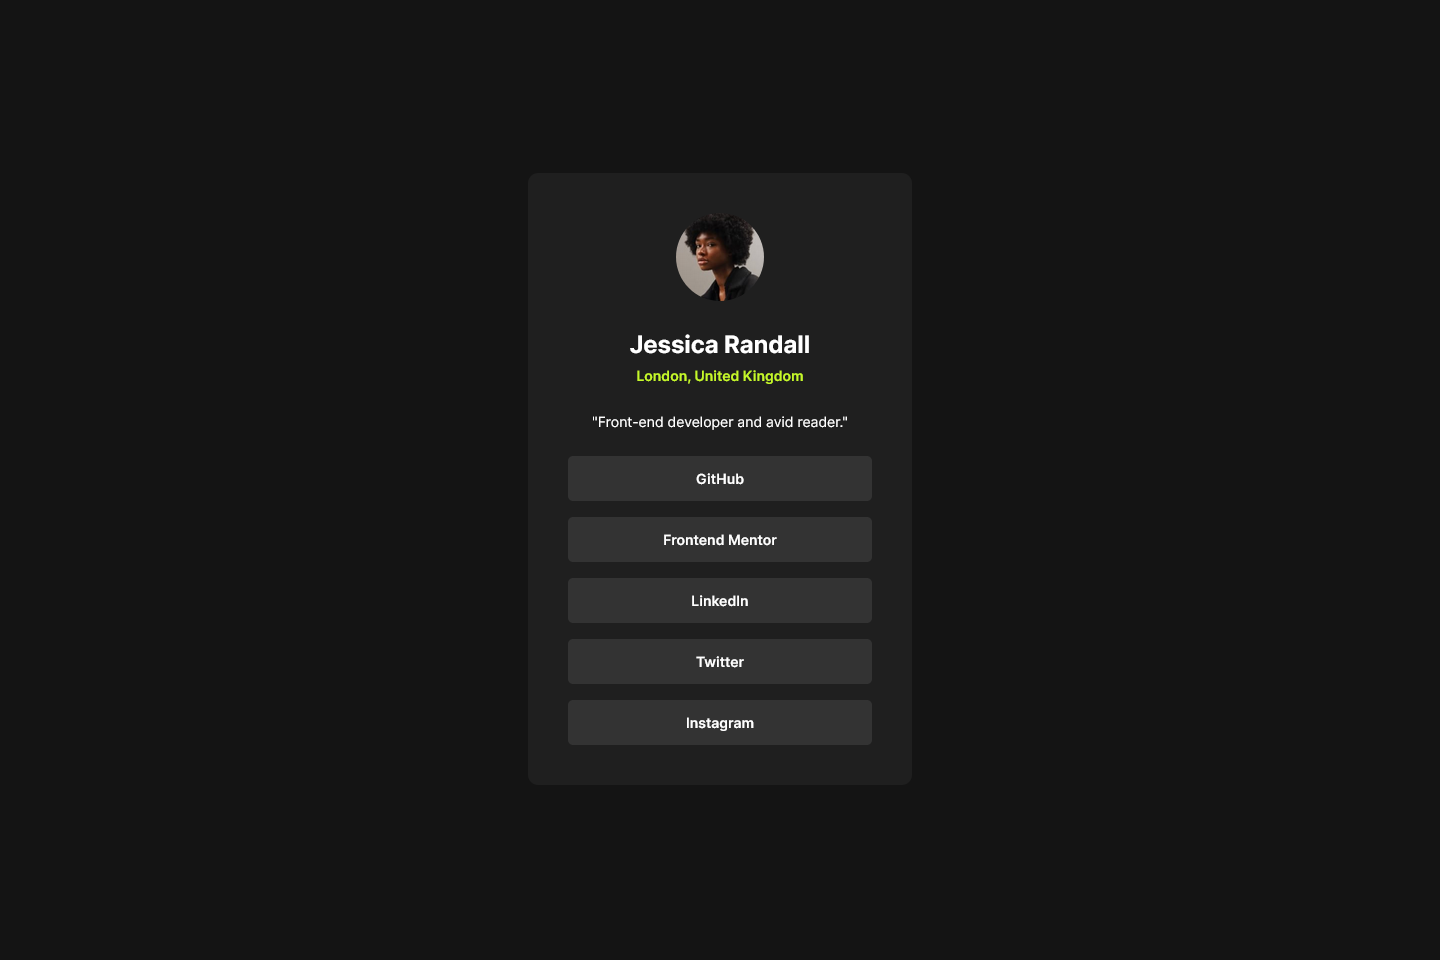 Jessica Randall
London, United Kingdom
"Front-end developer and avid reader."
GitHub
Frontend Mentor
LinkedIn
Twitter
Instagram